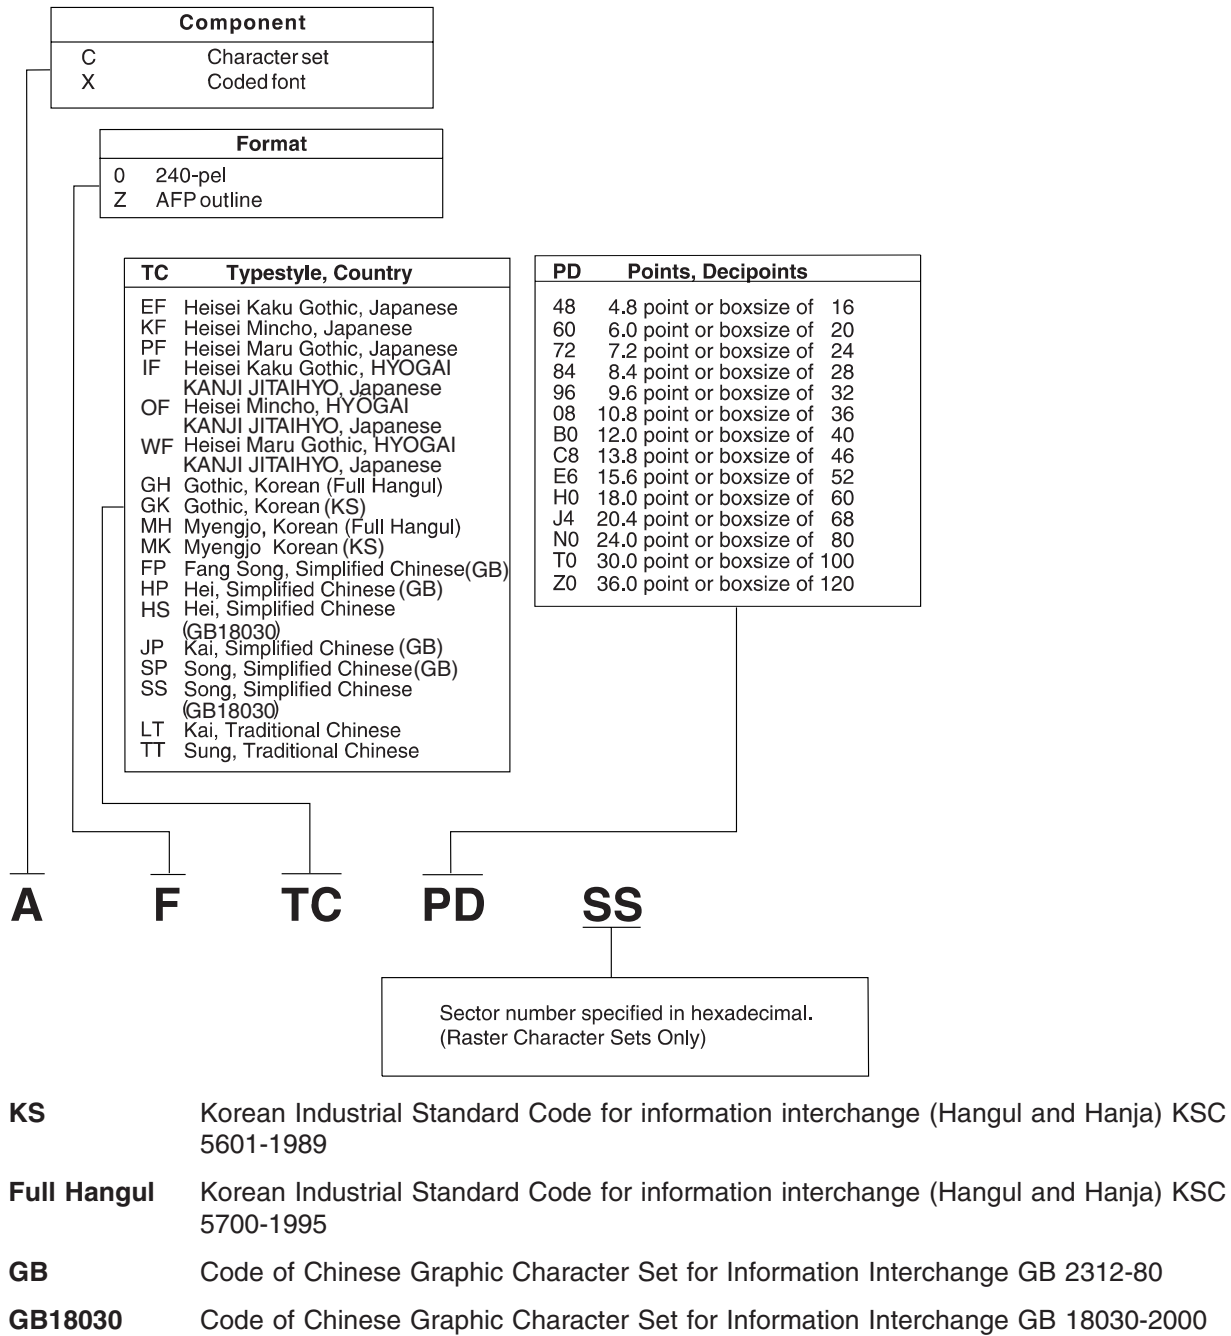 Component
C Character set
X Coded font
Format
0 240-pel
Z AFP outline
TC Typestyle, Country
EF Heisei Kaku Gothic, Japanese
KF Heisei Mincho, Japanese
PF Heisei Maru Gothic, Japanese
IF Heisei Kaku Gothic, HYOGAI
KANJI JITAIHYO, Japanese
OF Heisei Mincho, HYOGAI
KANJI JITAIHYO, Japanese
WF Heisei Maru Gothic, HYOGAI
KANJI JITAIHYO, Japanese
GH Gothic, Korean (Full Hangul)
GK Gothic, Korean (KS)
MH Myengjo, Korean (Full Hangul)
MK Myengjo Korean (KS)
FP Fang Song, Simplified Chinese (GB)
HP Hei, Simplified Chinese (GB)
HS Hei, Simplified Chinese
(GB18030)
JP Kai, Simplified Chinese (GB)
SP Song, Simplified Chinese (GB)
SS Song, Simplified Chinese
(GB18030)
LT Kai, Traditional Chinese
TT Sung, Traditional Chinese
PD Points, Decipoints
48 4.8 point or boxsize of 16
60 6.0 point or boxsize of 20
72 7.2 point or boxsize of 24
84 8.4 point or boxsize of 28
96 9.6 point or boxsize of 32
08 10.8 point or boxsize of 36
B0 12.0 point or boxsize of 40
C8 13.8 point or boxsize of 46
E6 15.6 point or boxsize of 52
H0 18.0 point or boxsize of 60
J4 20.4 point or boxsize of 68
N0 24.0 point or boxsize of 80
T0 30.0 point or boxsize of 100
Z0 36.0 point or boxsize of 120
A F TC PD SS
Sector number specified in hexadecimal.
(Raster Character Sets Only)
KS Korean Industrial Standard Code for information interchange (Hangul and Hanja) KSC
5601-1989
Full Hangul Korean Industrial Standard Code for information interchange (Hangul and Hanja) KSC
5700-1995
GB Code of Chinese Graphic Character Set for Information Interchange GB 2312-80
GB18030 Code of Chinese Graphic Character Set for Information Interchange GB 18030-2000